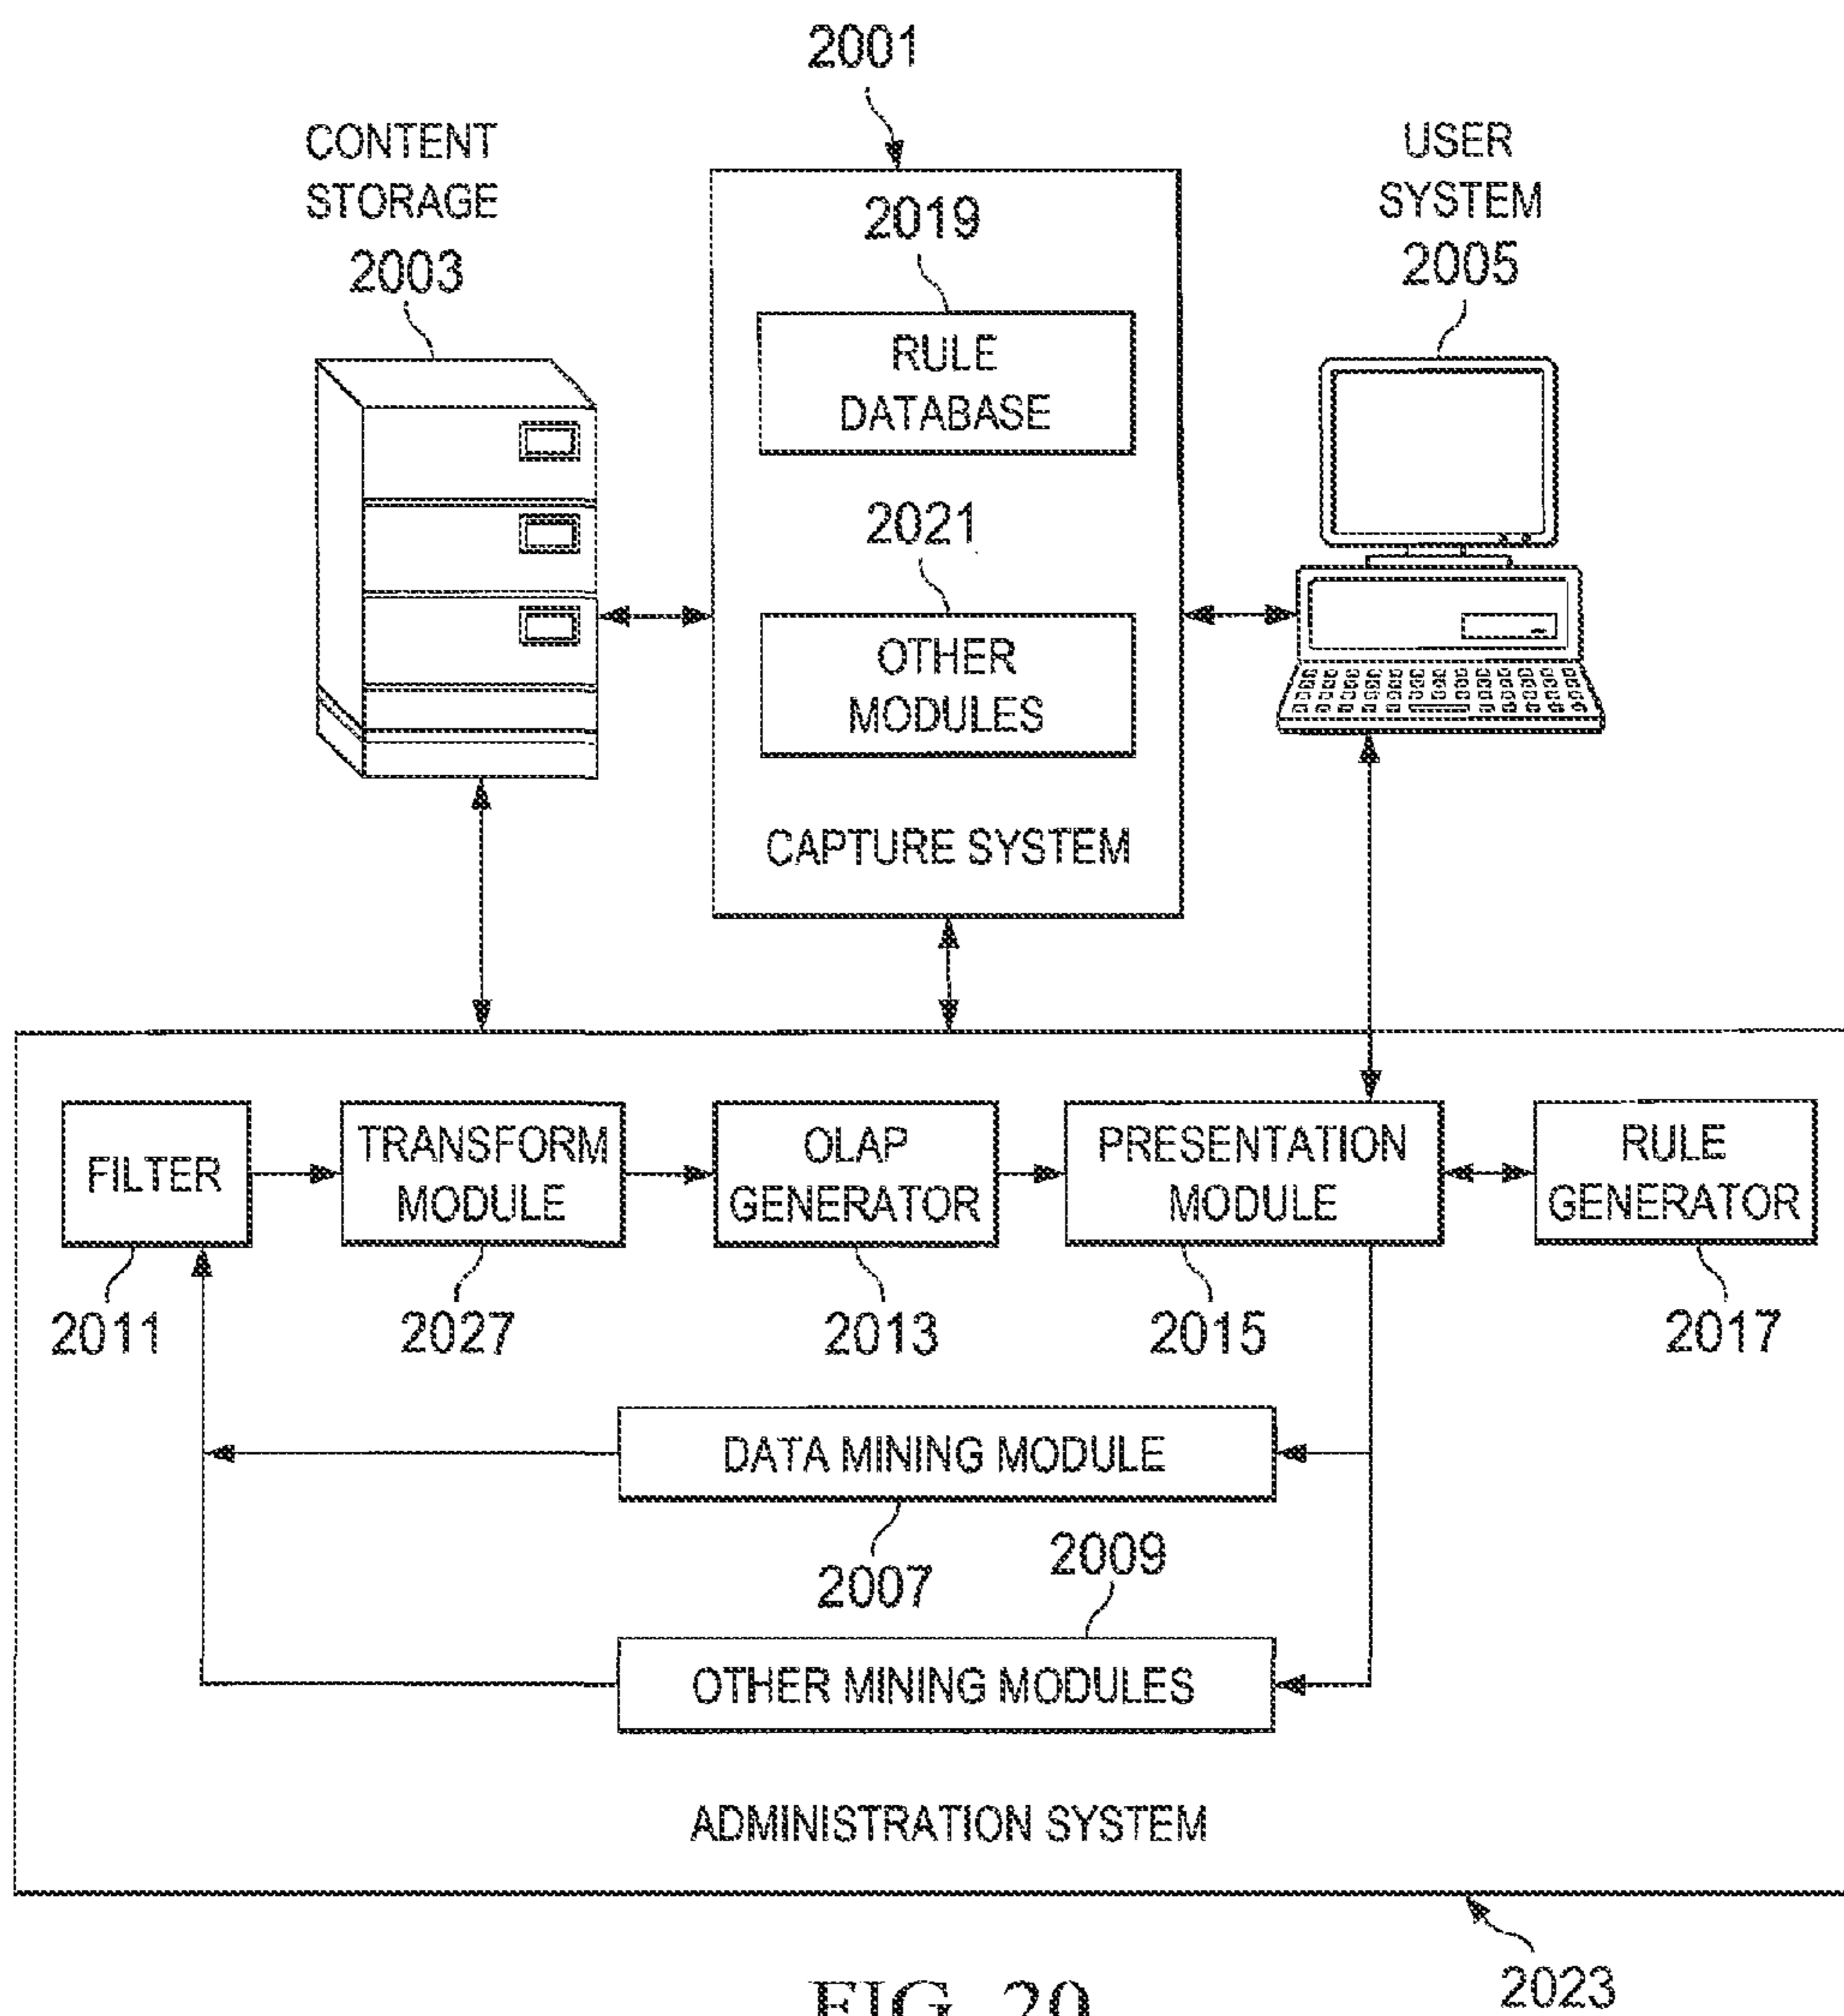 2001
CONTENT
STORAGE
2003
USER
SYSTEM
2005
2019
RULE
DATABASE
2021
OTHER
MODULES
CAPTURE SYSTEM
FILTER
TRANSFORM
MODULE
OLAP
GENERATOR
PRESENTATION
MODULE
RULE
GENERATOR
2011
2027
2013
2015
2017
DATA MINING MODULE
2007
2009
OTHER MINING MODULES
ADMINISTRATION SYSTEM
2023
FIG. 20